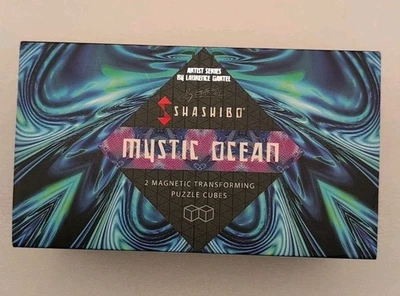 ARTIST SERIES
BY LAURENCE GARTEL
SHASHIBO®
MYSTIC OCEAN
2 MAGNETIC TRANSFORMING
PUZZLE CUBES